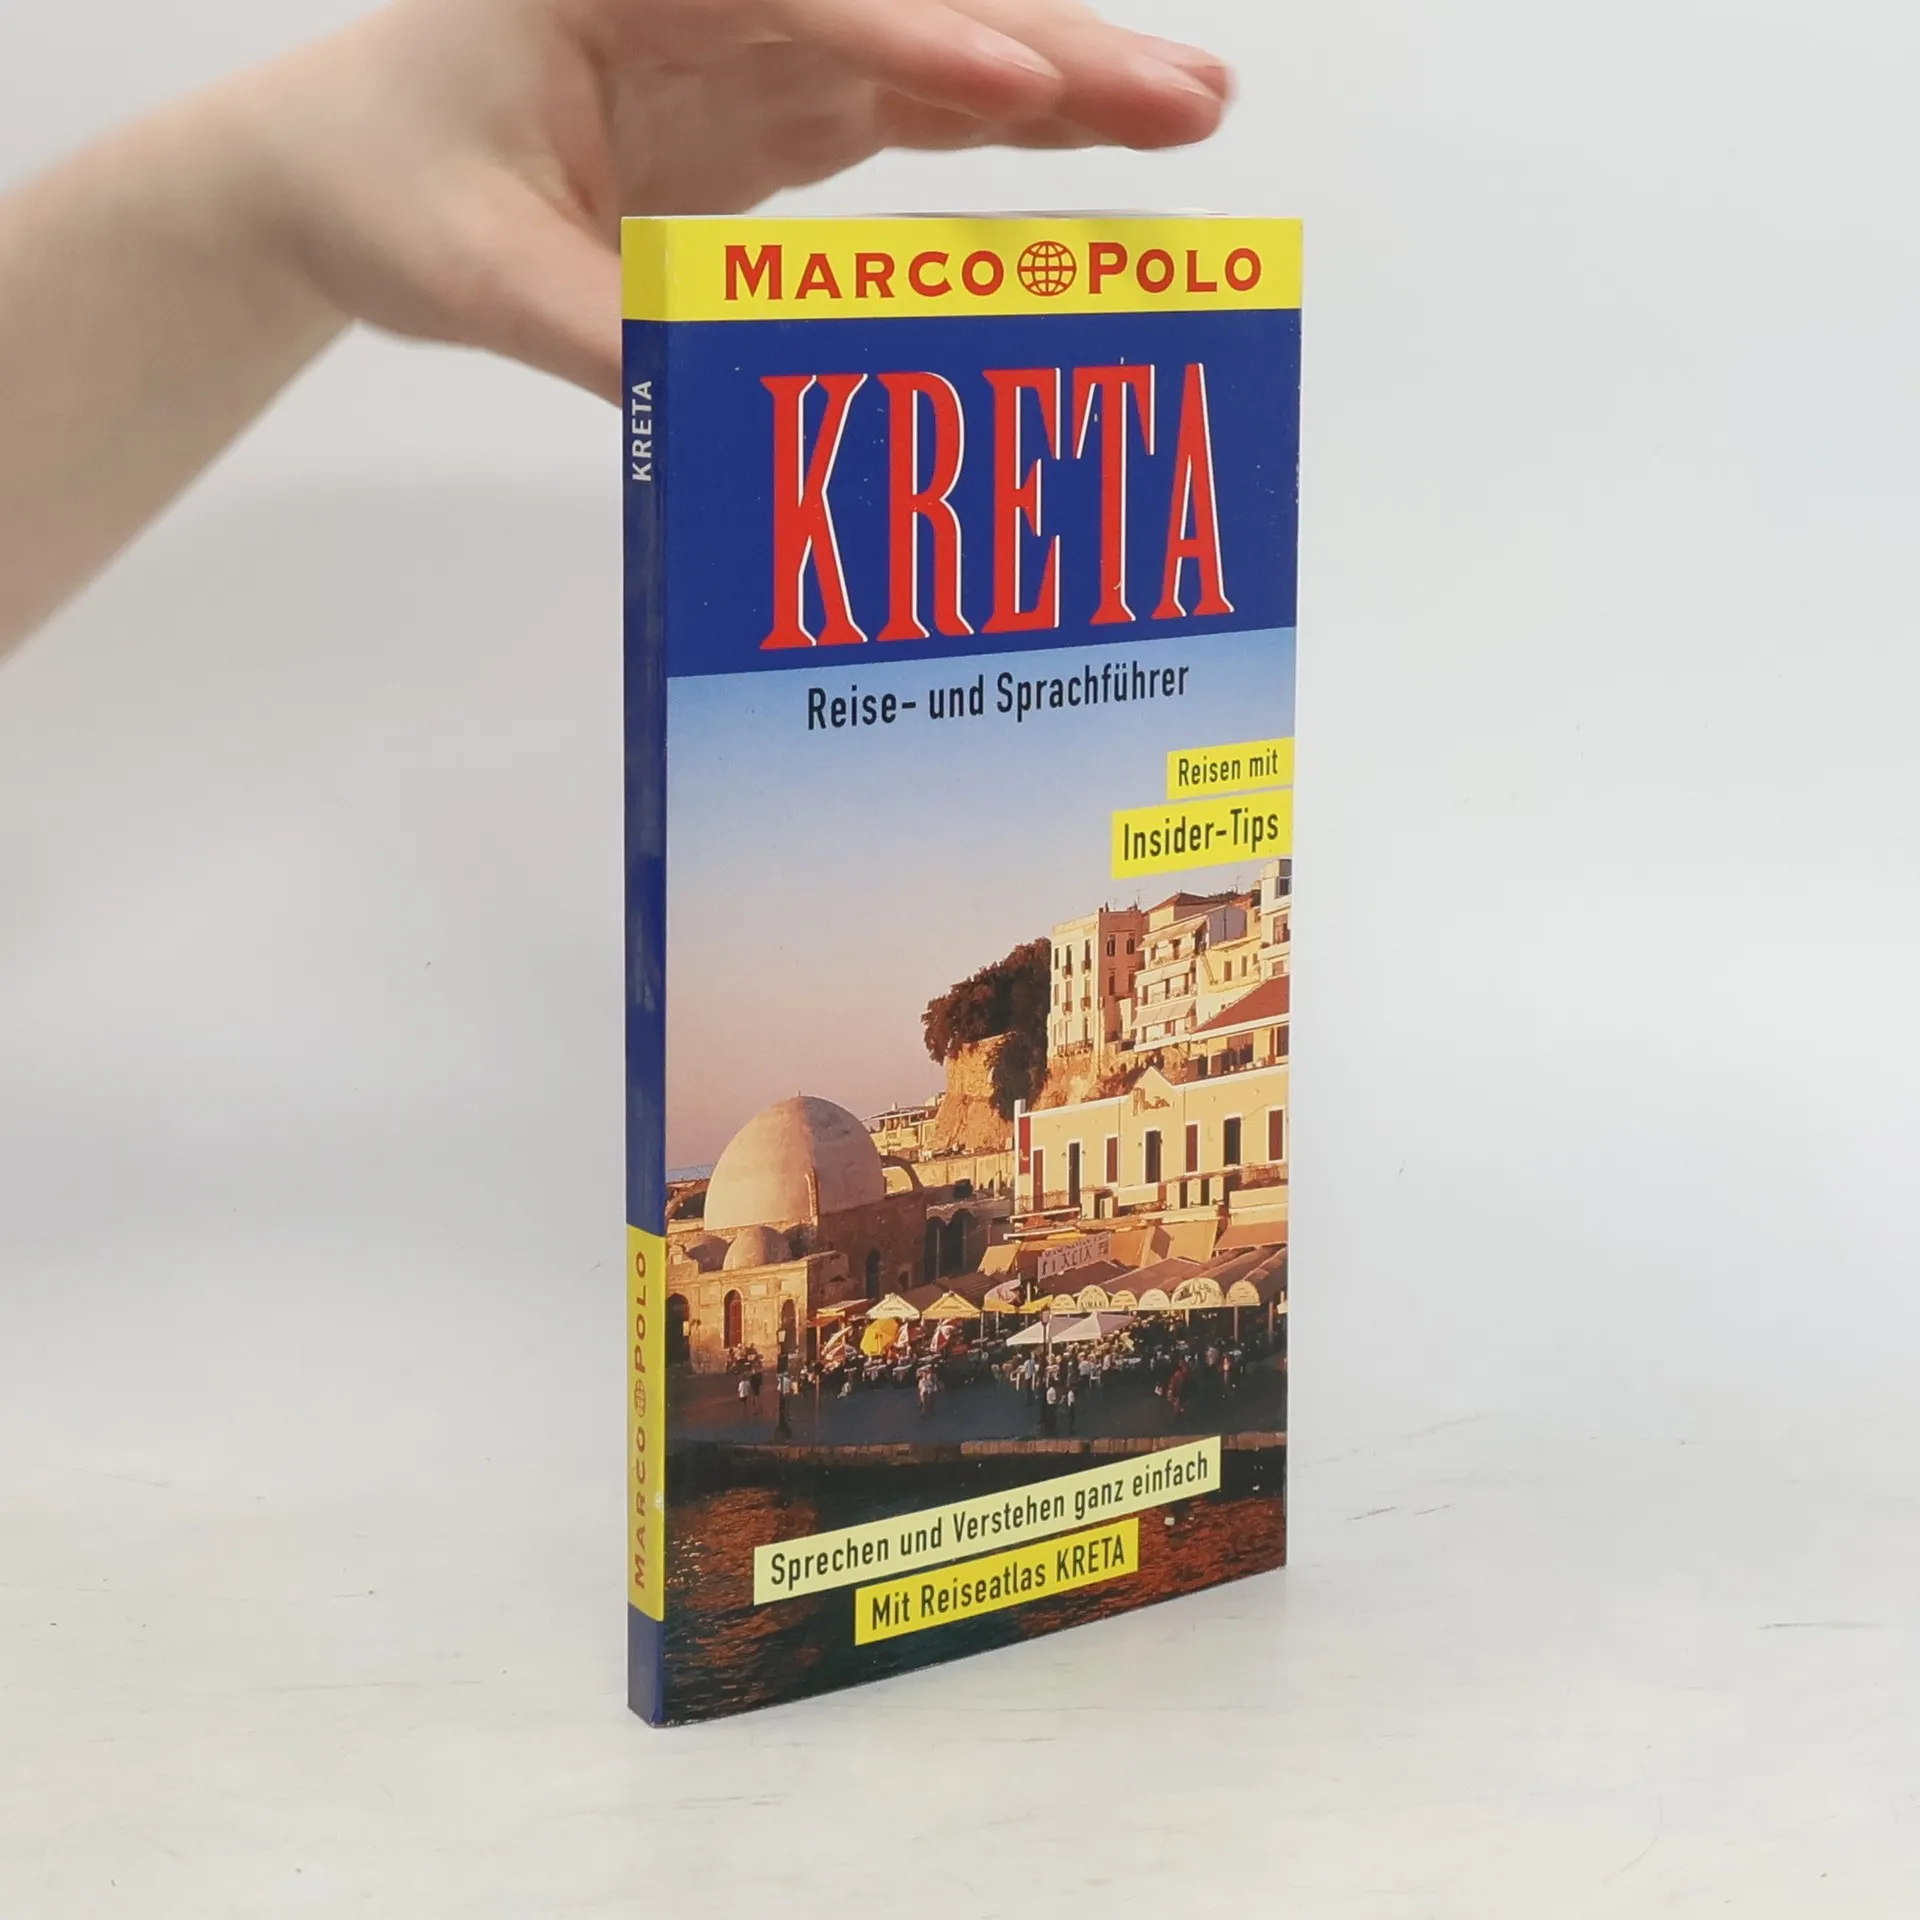 MARCO POLO
KRETA
Reise- und Sprachführer
Reisen mit
Insider-Tips
Sprechen und Verstehen ganz einfach
Mit Reiseatlas KRETA
KRETA
MARCO POLO